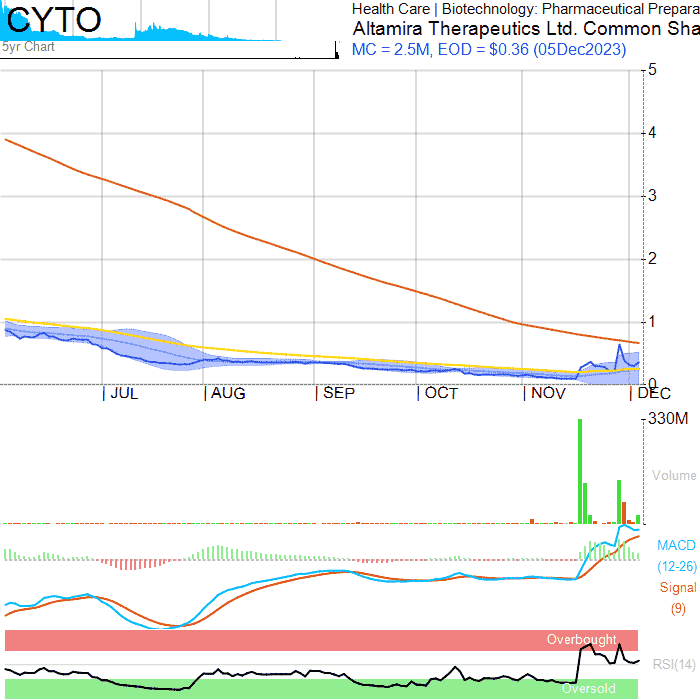 CYTO
5yr Chart
Health Care | Biotechnology: Pharmaceutical Prepara
Altamira Therapeutics Ltd. Common Sha
MC = 2.5M, EOD = $0.36 (05Dec2023)
5
4
3
2
1
0
JUL AUG SEP OCT NOV DEC
330M
Volume
MACD
(12-26)
Signal
(9)
Overbought
RSI(14)
Oversold